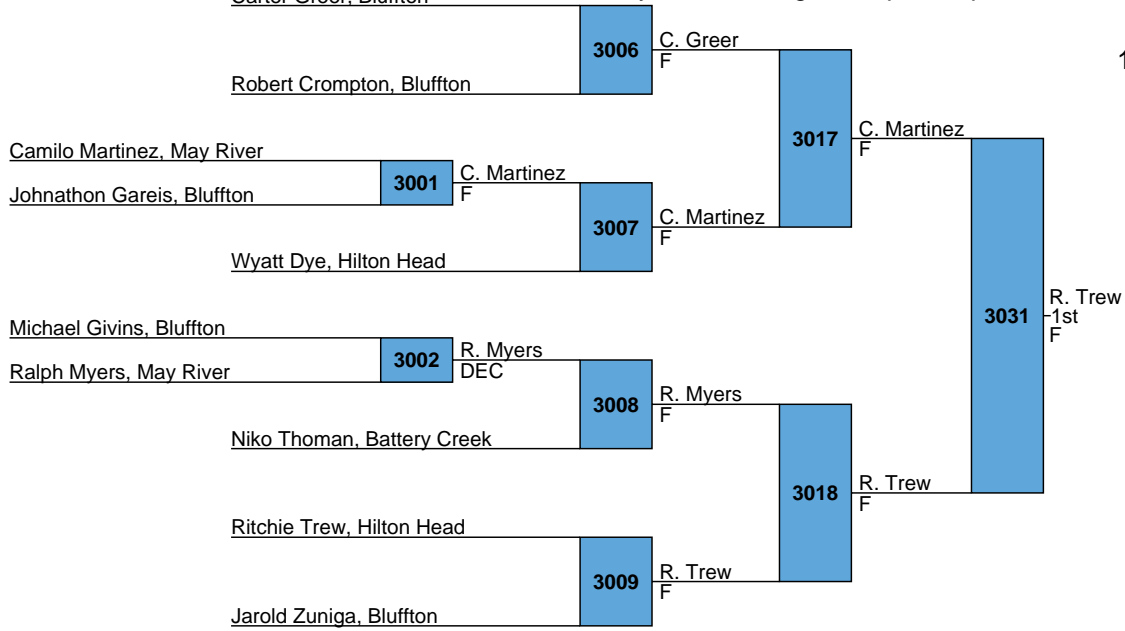 3006
C. Greer
F
Robert Crompton, Bluffton
1
Camilo Martinez, May River
3001
C. Martinez
F
Johnathon Gareis, Bluffton
3007
C. Martinez
F
Wyatt Dye, Hilton Head
3017
C. Martinez
F
Michael Givins, Bluffton
3002
R. Myers
DEC
Ralph Myers, May River
3008
R. Myers
F
Niko Thoman, Battery Creek
3018
R. Trew
F
Ritchie Trew, Hilton Head
3009
R. Trew
F
Jarold Zuniga, Bluffton
3031
R. Trew
1st
F